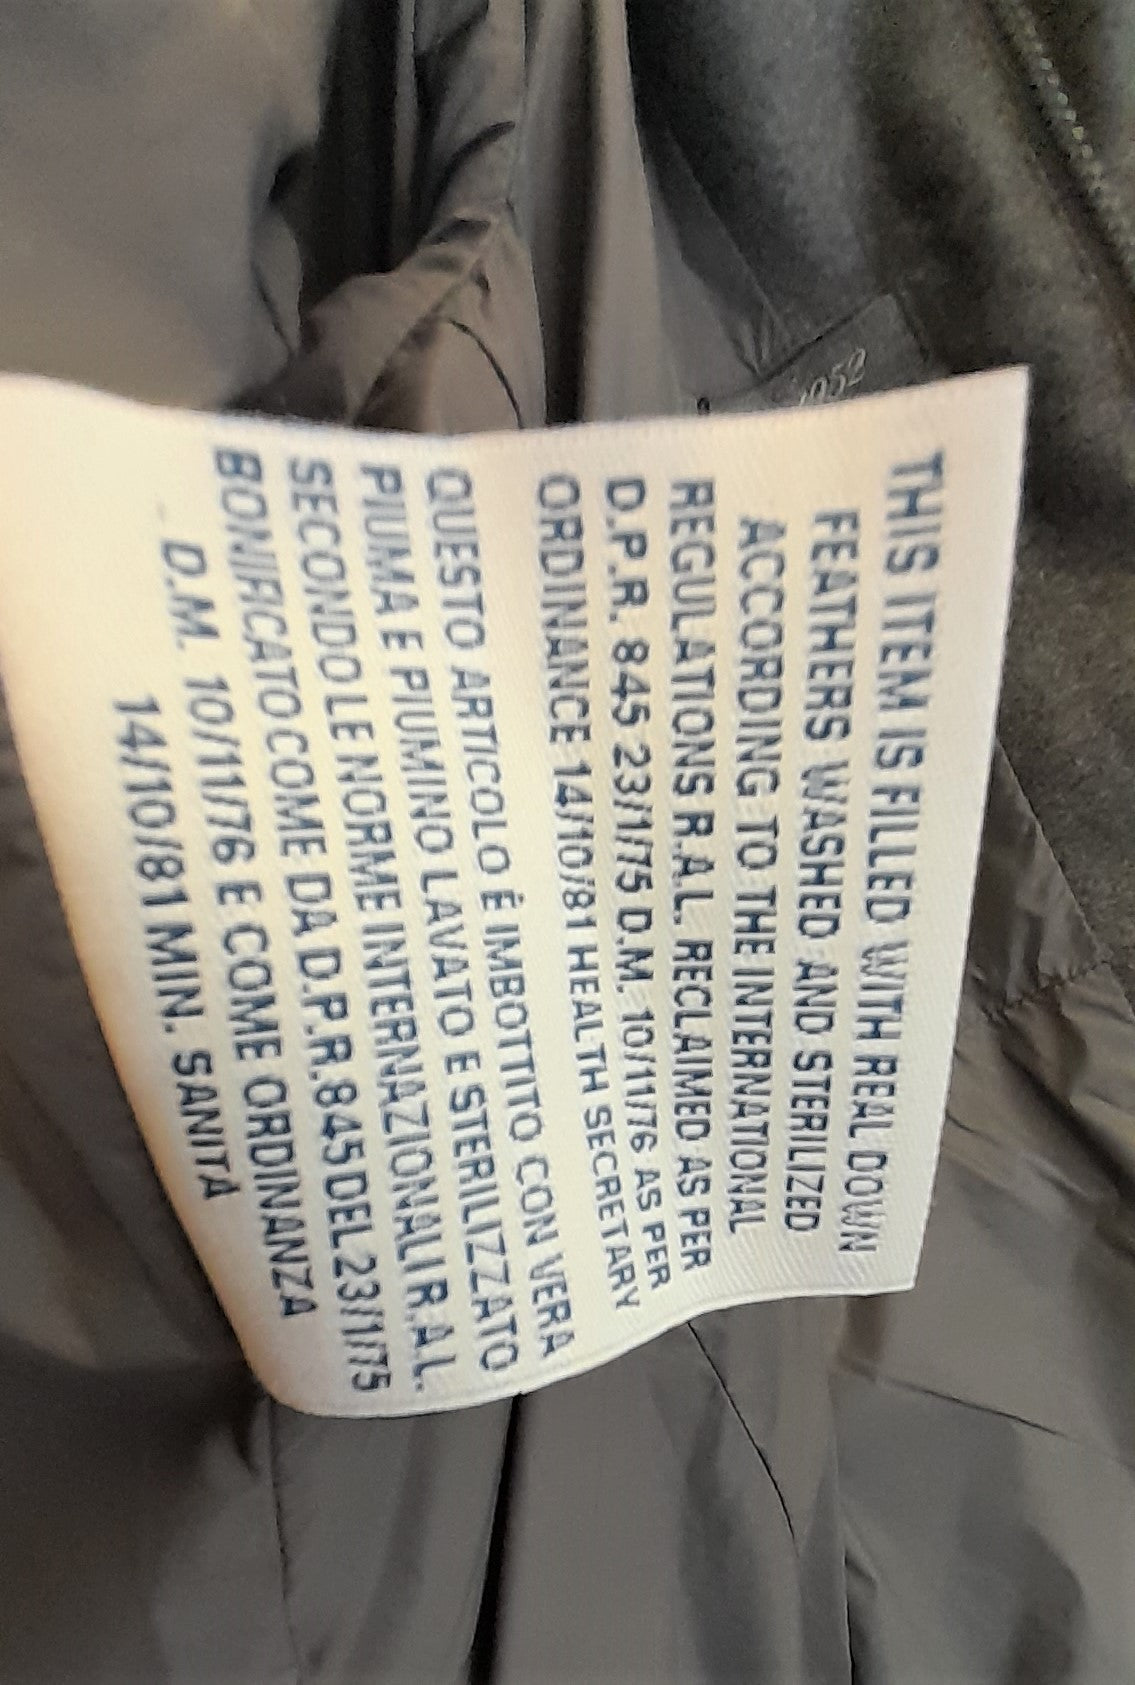 THIS ITEM IS FILLED WITH REAL DOWN
FEATHERS WASHED AND STERILIZED
ACCORDING TO THE INTERNATIONAL
REGULATIONS R.A.L. RECLAIMED AS PER
D.P.R. 845 23/1/75 D.M. 10/11/76 AS PER
ORDINANCE 14/10/81 HEALTH SECRETARY
QUESTO ARTICOLO É IMBOTTITO CON VERA
PIUMA E PIUMINO LAVATO E STERILIZZATO
SECONDO LE NORME INTERNAZIONALI R.A.L.
BONIFICATO COME DA D.P.R. 845 DEL 23/1/75
D.M. 10/11/76 E COME ORDINANZA
14/10/81 MIN. SANITA
1952